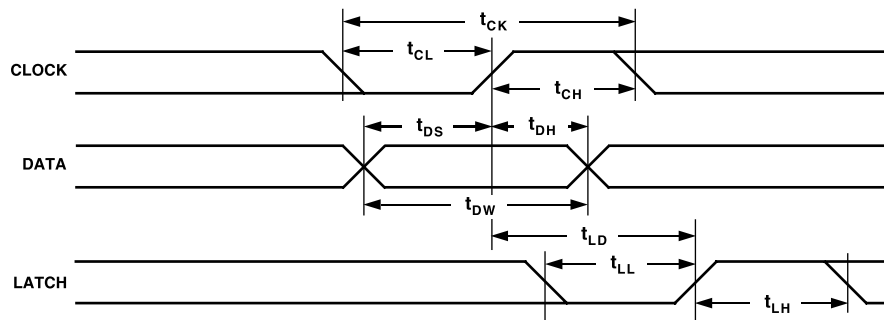 tCK
tCL
CLOCK
tCH
tDS
tDH
DATA
tDW
tLD
tLL
LATCH
tLH